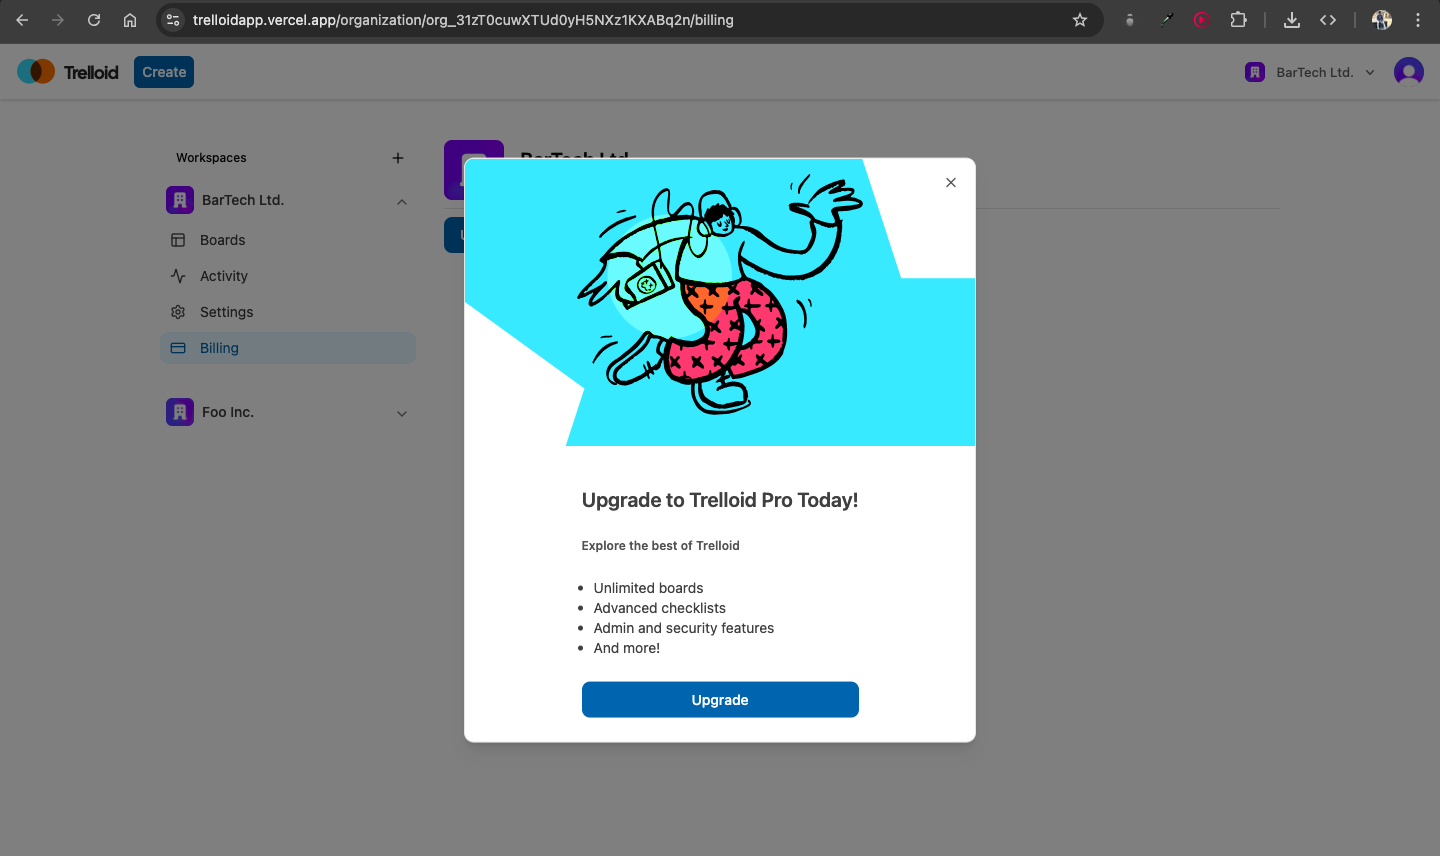 trelloidapp.vercel.app/organization/org_31zT0cuwXTUd0yH5NXz1KXABq2n/billing
Trelloid
Create
BarTech Ltd.
Workspaces
BarTech Ltd.
BarTech Ltd.
Boards
Activity
Settings
Billing
Foo Inc.
Upgrade to Trelloid Pro Today!
Explore the best of Trelloid
• Unlimited boards
• Advanced checklists
• Admin and security features
• And more!
Upgrade